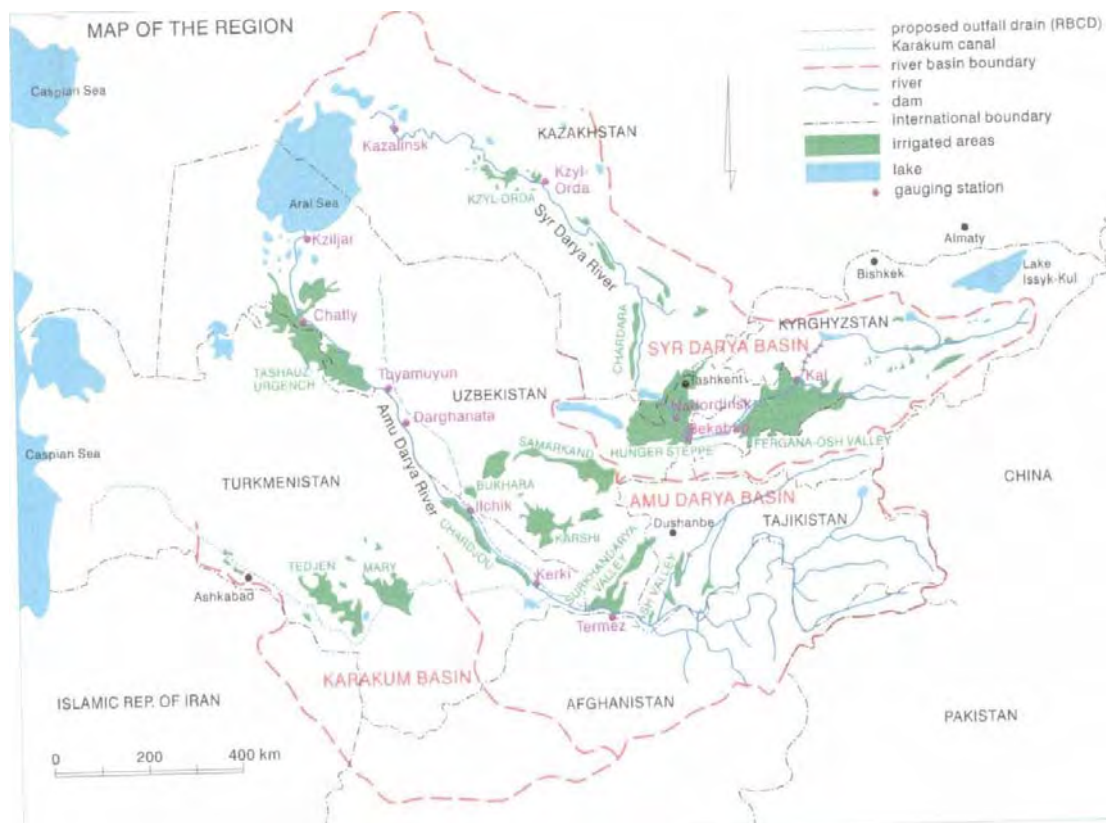 MAP OF THE REGION
proposed outfall drain (RBCD)
Karakum canal
river basin boundary
river
dam
international boundary
irrigated areas
lake
gauging station
Caspian Sea
KAZAKHSTAN
Kazalinsk
Kzyl-
Orda
KZYL-ORDA
Aral Sea
Syr Darya River
Kziljar
Almaty
Bishkek
Lake
Issyk-Kul
Chatly
CHARDARA
KYRGHYZSTAN
SYR DARYA BASIN
TASHAUZ
URGENCH
Tuyamuyun
UZBEKISTAN
Tashkent
Kal
Darghanata
Bekabad
HUNGER STEPPE
FERGANA-OSH VALLEY
Caspian Sea
SAMARKAND
TURKMENISTAN
Amu Darya River
BUKHARA
Ilchik
AMU DARYA BASIN
CHINA
Dushanbe
TAJIKISTAN
KARSHI
CHARDJOU
SURKHANDARYA
VALLEY
VALLEY
TEDJEN
MARY
Kerki
Ashkabad
Termez
KARAKUM BASIN
ISLAMIC REP. OF IRAN
AFGHANISTAN
PAKISTAN
0 200 400 km